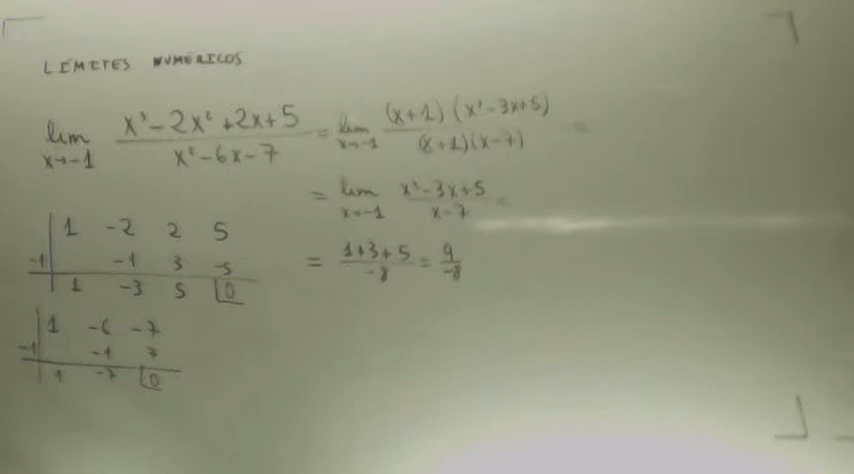 LÍMITES NUMÉRICOS
lim x→-1 (x³-2x²+2x+5)/(x²-6x-7) = lim x→-1 ((x+1)(x²-3x+5))/((x+1)(x-7)) =
= lim x→-1 (x²-3x+5)/(x-7) =
= (1+3+5)/(-8) = 9/(-8)
1 -2 2 5
-1 -1 3 -5
1 -3 5 0
1 -6 -7
-1 -1 7
1 -7 0